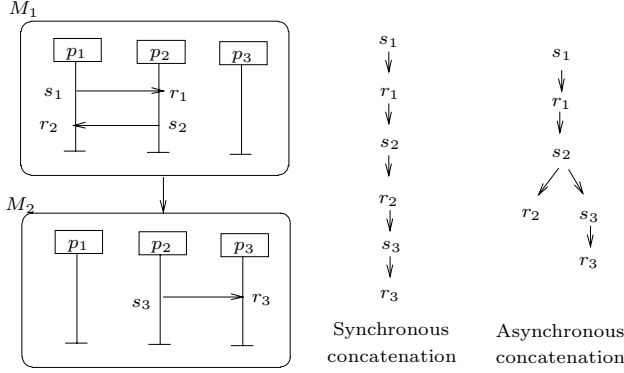 M1
p1 p2 p3
s1 r1
r2 s2
M2
p1 p2 p3
s3 r3
s1
r1
s2
r2
s3
r3
Synchronous
concatenation
s1
r1
s2
r2 s3
r3
Asynchronous
concatenation